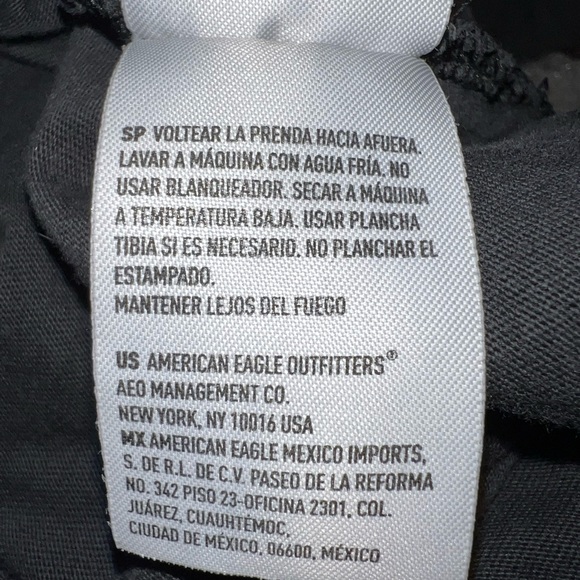 SP VOLTEAR LA PRENDA HACIA AFUERA.
LAVAR A MÁQUINA CON AGUA FRÍA. NO
USAR BLANQUEADOR. SECAR A MÁQUINA
A TEMPERATURA BAJA. USAR PLANCHA
TIBIA SI ES NECESARIO. NO PLANCHAR EL
ESTAMPADO.
MANTENER LEJOS DEL FUEGO
US AMERICAN EAGLE OUTFITTERS®
AEO MANAGEMENT CO.
NEW YORK, NY 10016 USA
MX AMERICAN EAGLE MEXICO IMPORTS,
S. DE R.L. DE C.V. PASEO DE LA REFORMA
NO. 342 PISO 23-OFICINA 2301, COL.
JUÁREZ, CUAUHTEMOC,
CIUDAD DE MÉXICO, 06600, MÉXICO